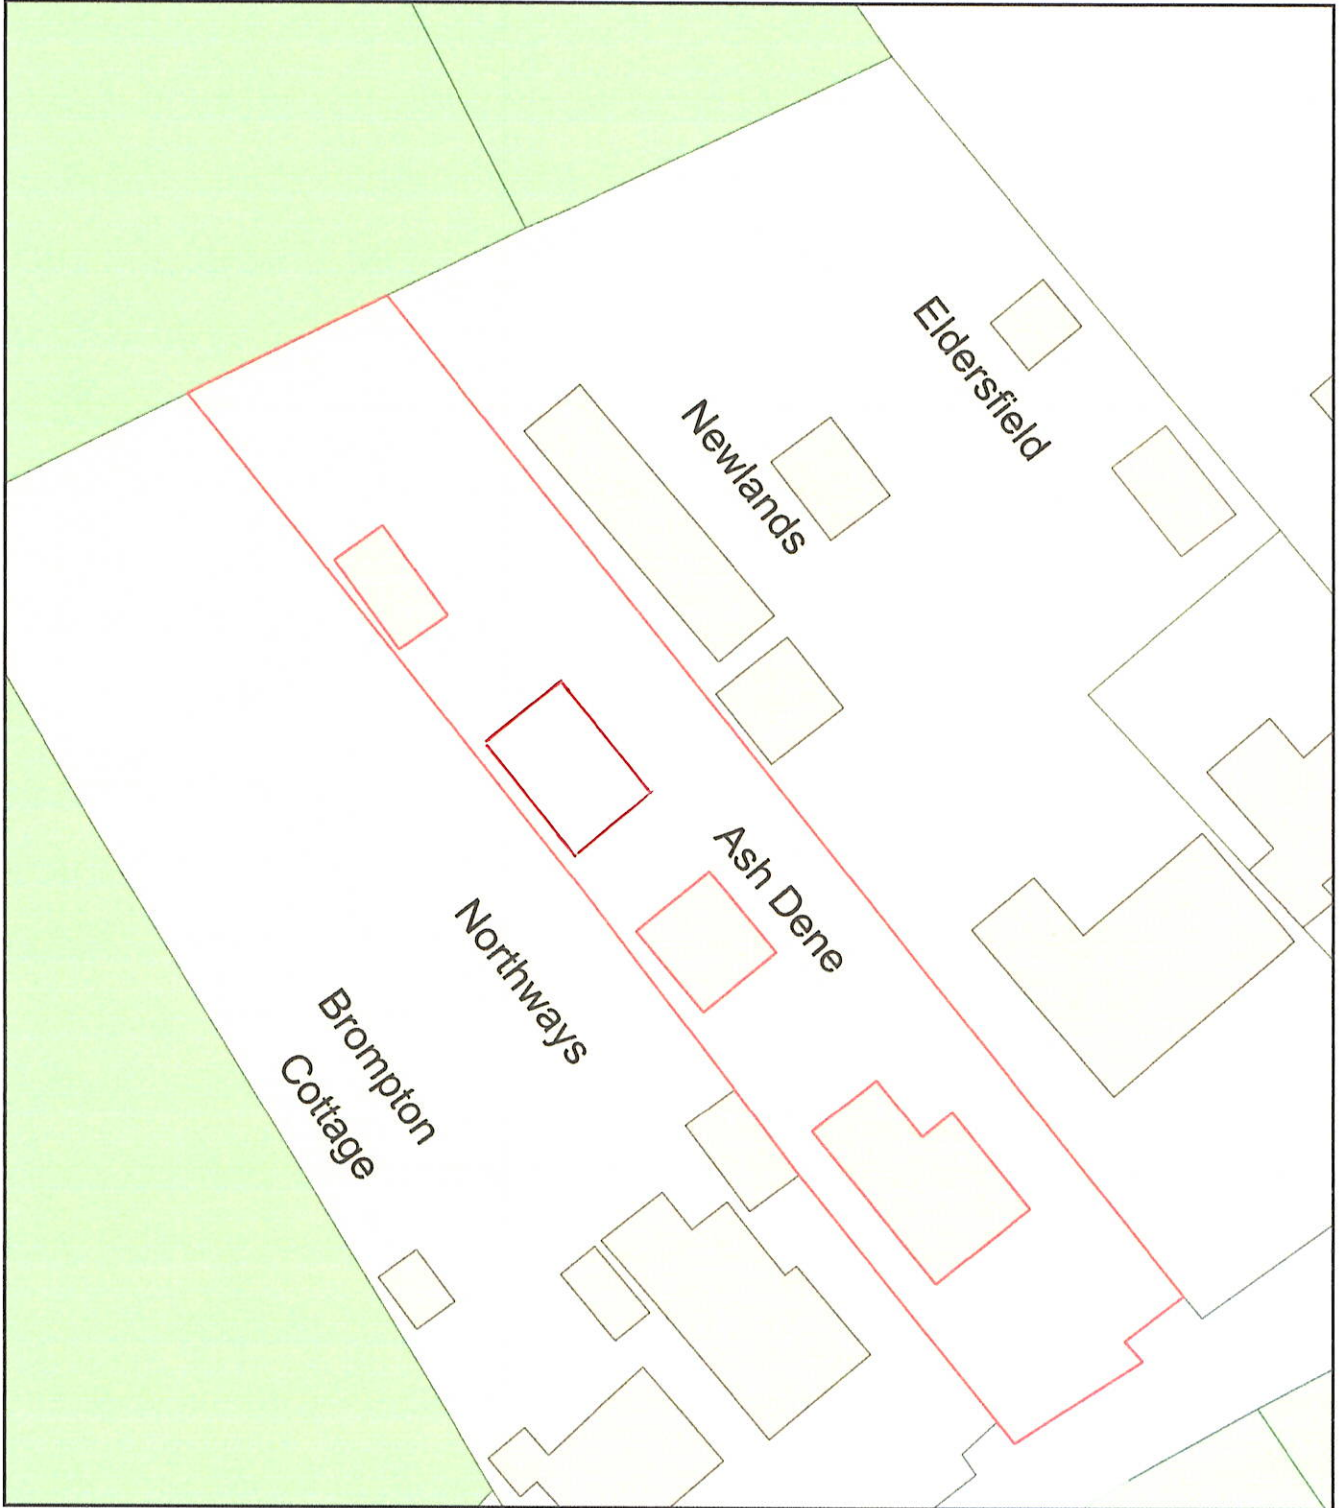 Eldersfield
Newlands
Ash Dene
Northways
Brompton
Cottage